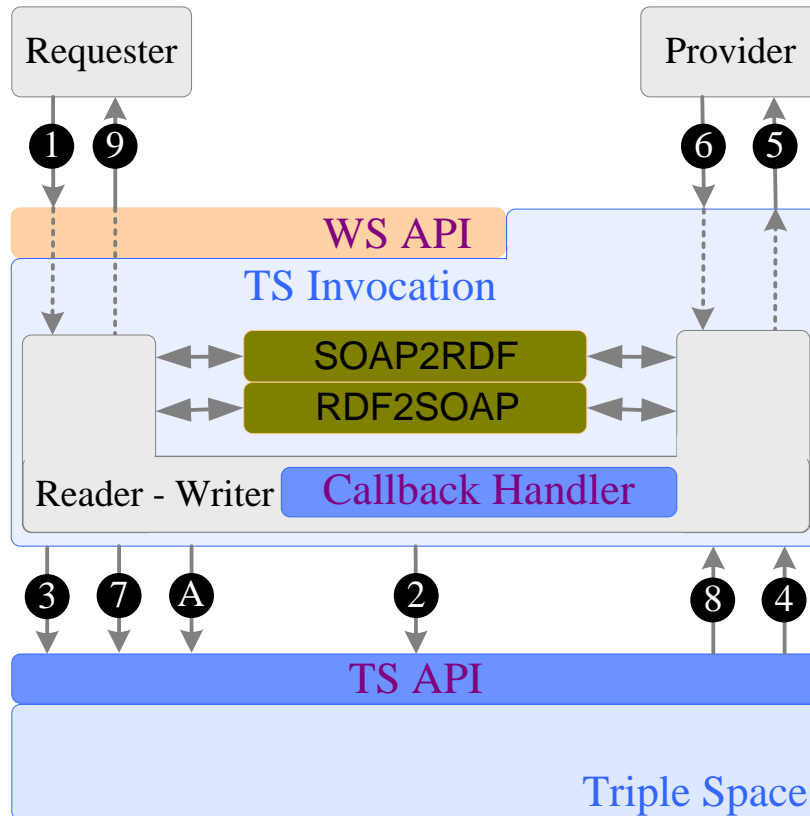 Requester
Provider
1
9
6
5
WS API
TS Invocation
SOAP2RDF
RDF2SOAP
Reader - Writer
Callback Handler
3
7
A
2
8
4
TS API
Triple Space